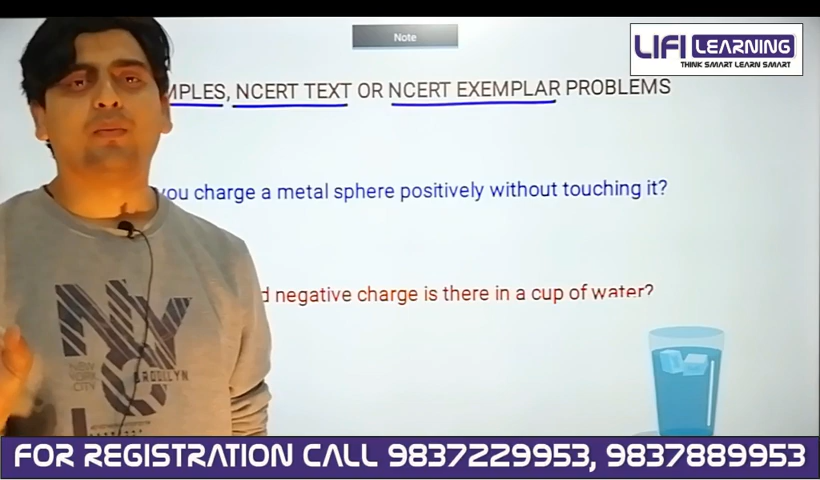 Note
LIFI LEARNING
THINK SMART LEARN SMART
MPLES, NCERT TEXT OR NCERT EXEMPLAR PROBLEMS
you charge a metal sphere positively without touching it?
d negative charge is there in a cup of water?
NEW
YORK
CITY
BROOKLYN
FOR REGISTRATION CALL 9837229953, 9837889953